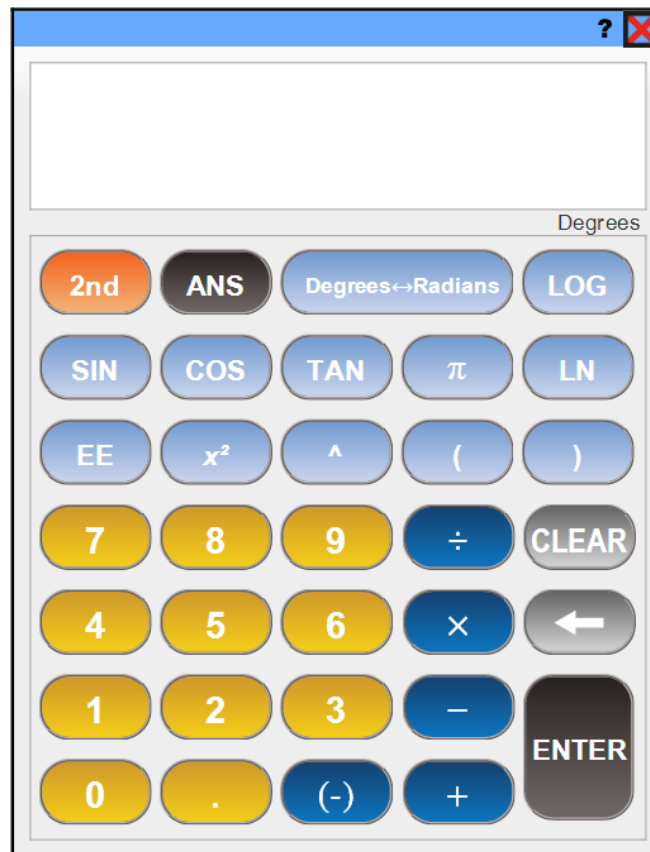 ?
Degrees
2nd ANS Degrees↔Radians LOG
SIN COS TAN π LN
EE x² ^ ( )
7 8 9 ÷ CLEAR
4 5 6 ×
1 2 3 −
ENTER
0 . (-) +